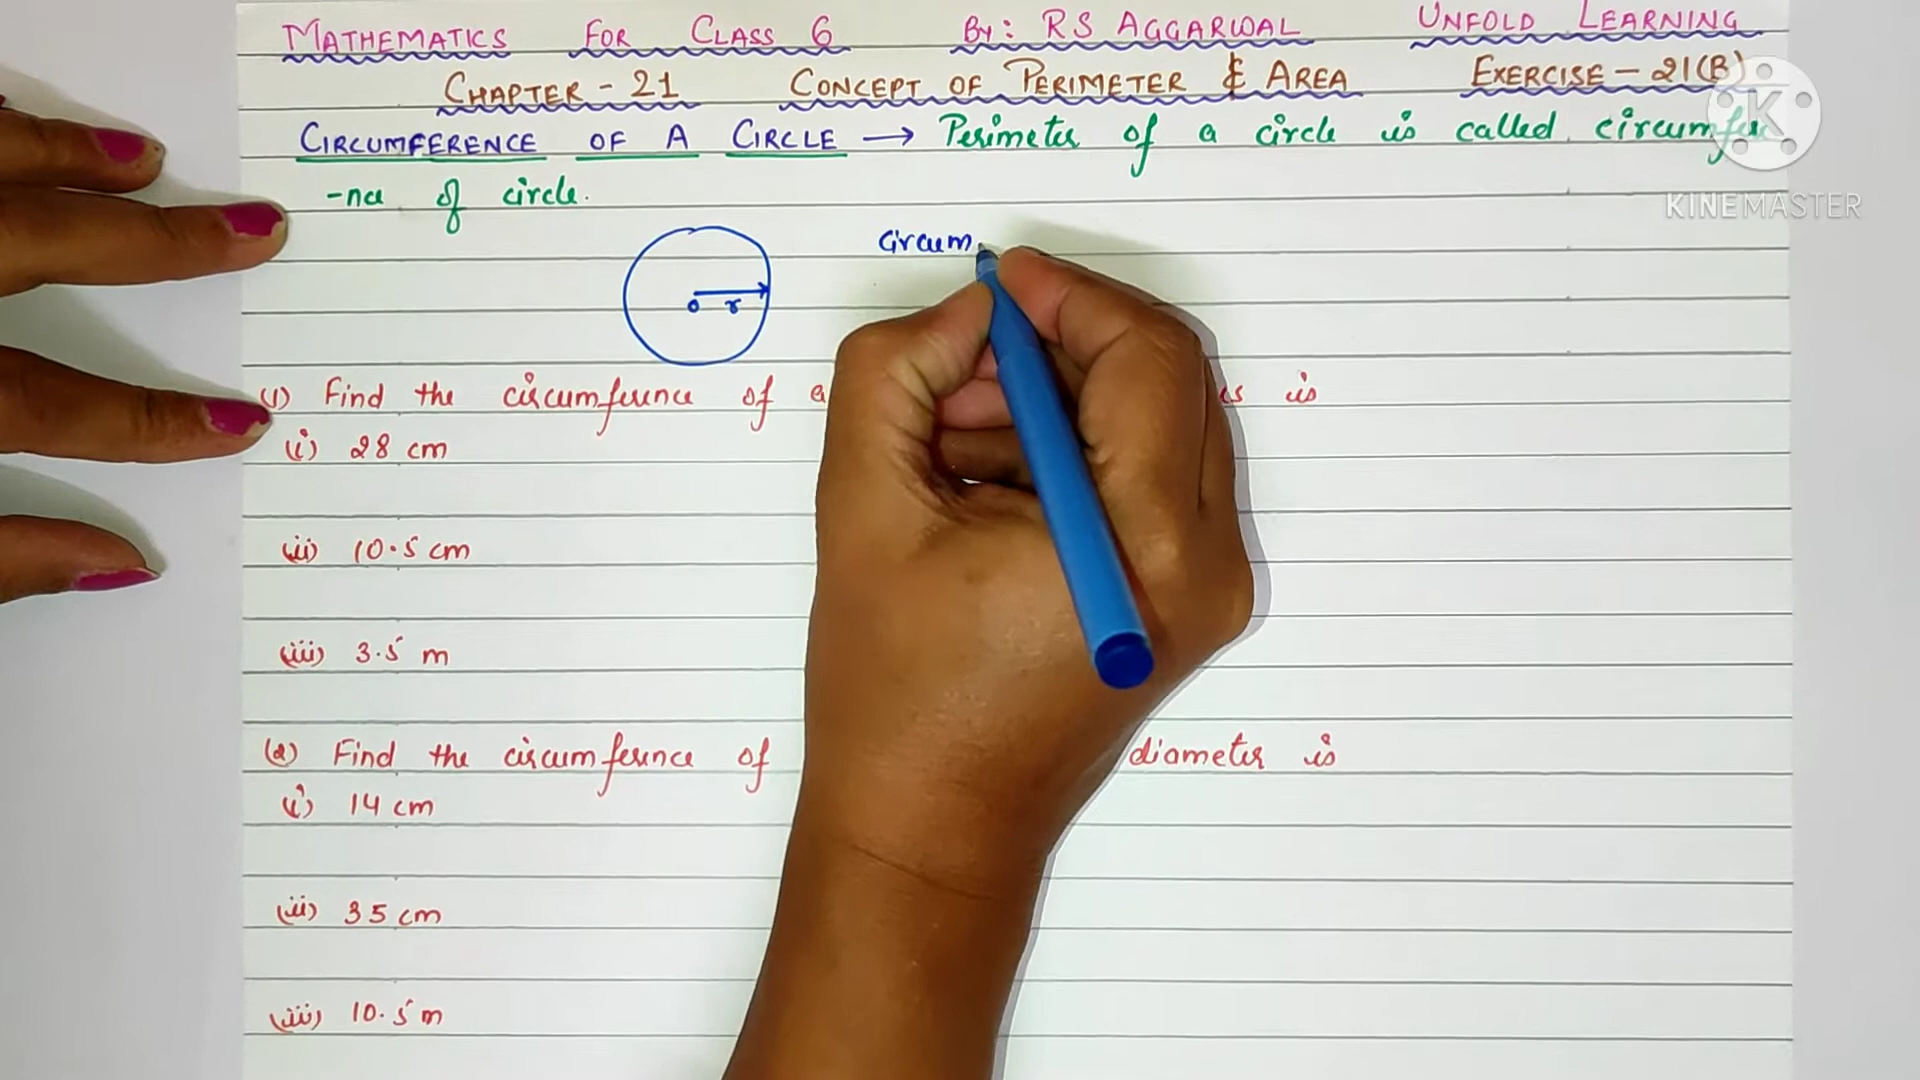 MATHEMATICS FOR CLASS 6 BY: RS AGGARWAL UNFOLD LEARNING
CHAPTER - 21 CONCEPT OF PERIMETER & AREA EXERCISE - 21(B)
CIRCUMFERENCE OF A CIRCLE → Perimeter of a circle is called circumfere
-nce of circle.
Circum
o r
(1) Find the circumference of a is
(i) 28 cm
(ii) 10.5 cm
(iii) 3.5 m
(2) Find the circumference of diameter is
(i) 14 cm
(ii) 35 cm
(iii) 10.5 m
K
KINEMASTER